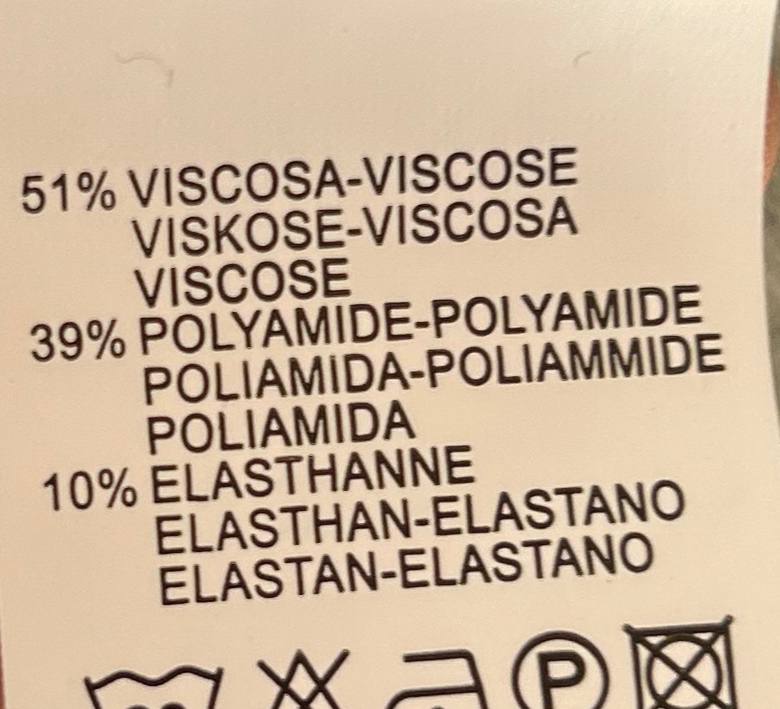 51% VISCOSA-VISCOSE
VISKOSE-VISCOSA
VISCOSE
39% POLYAMIDE-POLYAMIDE
POLIAMIDA-POLIAMMIDE
POLIAMIDA
10% ELASTHANNE
ELASTHAN-ELASTANO
ELASTAN-ELASTANO
P